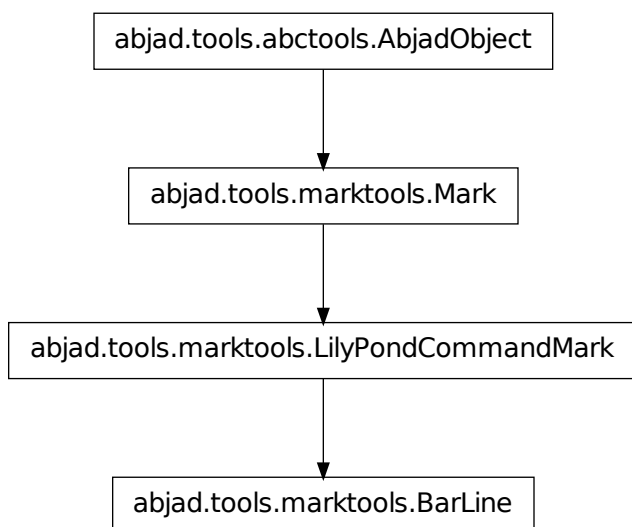 abjad.tools.abctools.AbjadObject
abjad.tools.marktools.Mark
abjad.tools.marktools.LilyPondCommandMark
abjad.tools.marktools.BarLine